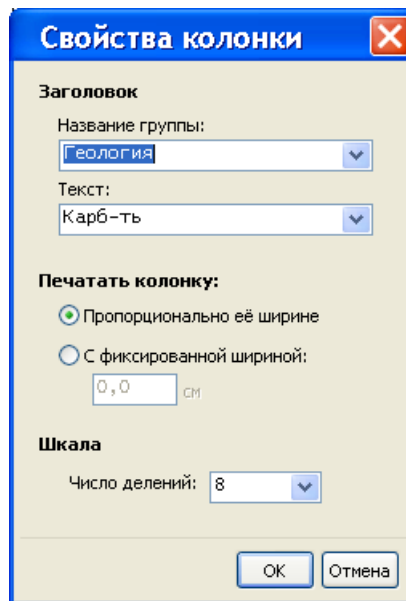 Свойства колонки
Заголовок
Название группы:
Геология
Текст:
Карб-ть
Печатать колонку:
Пропорционально её ширине
С фиксированной шириной:
0,0 см
Шкала
Число делений: 8
ОК Отмена